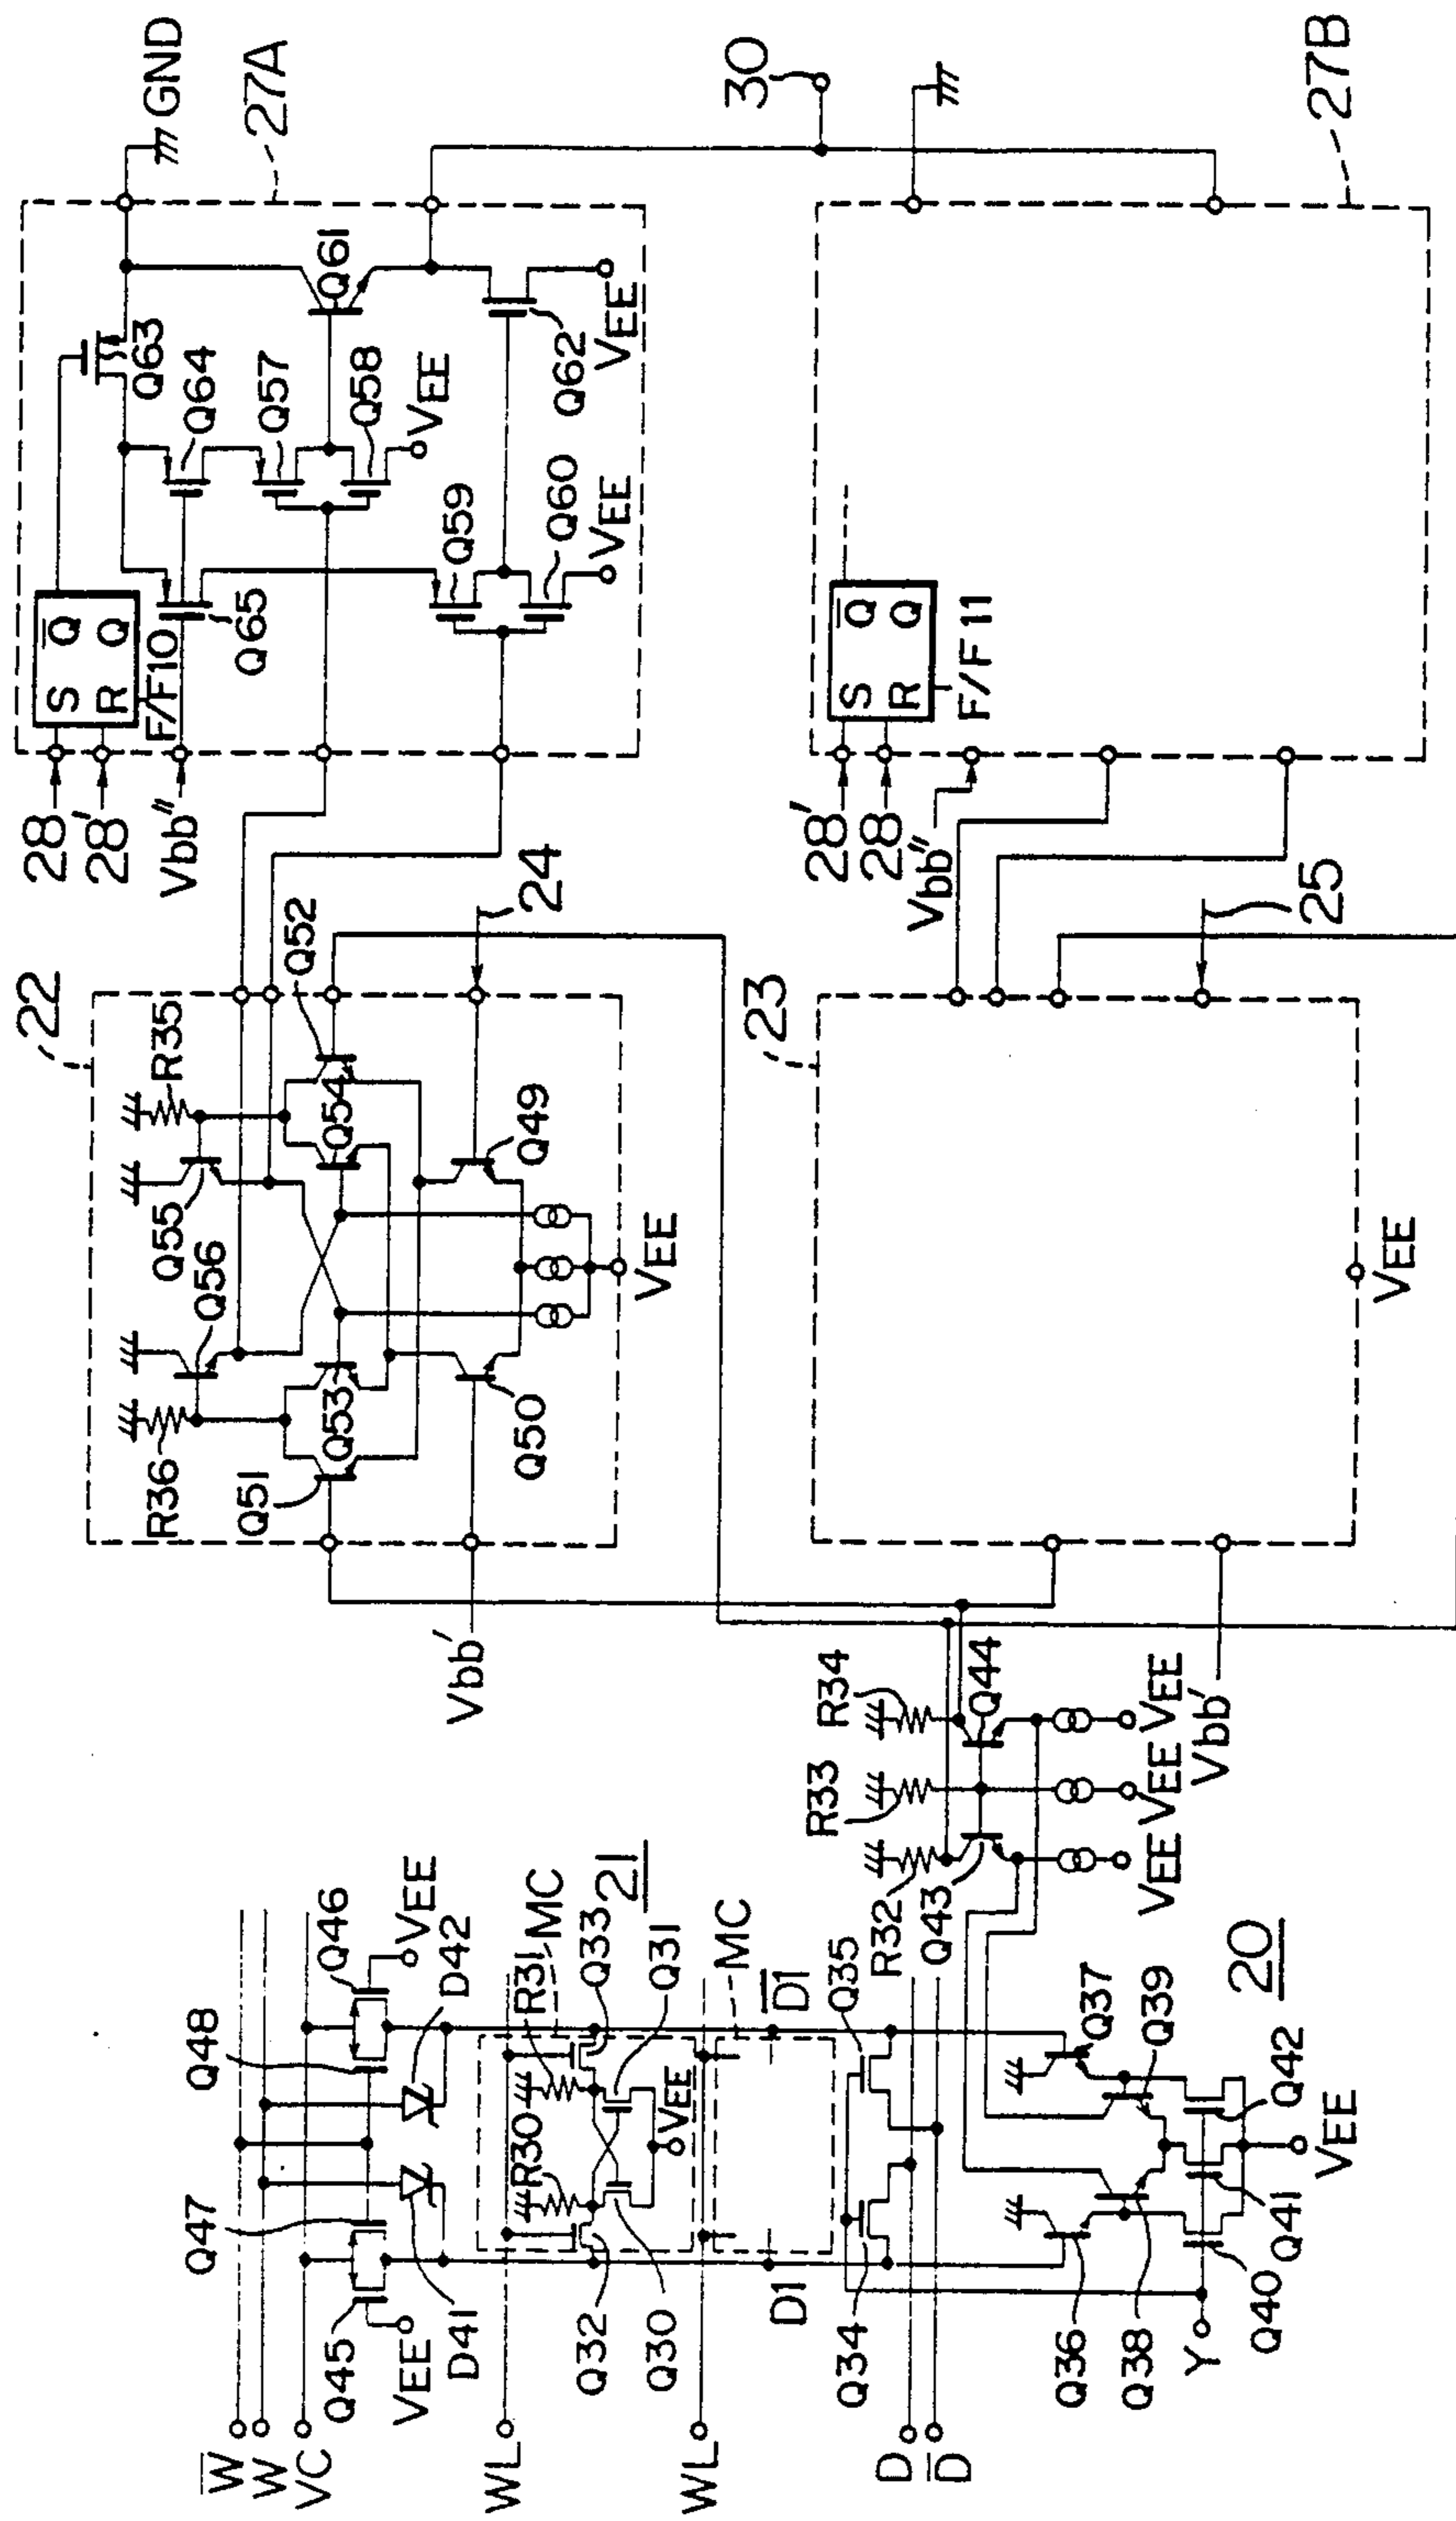 GND
27A
30
27B
28
28'
Vbb"
S
Q̄
R
Q
F/F10
Q63
Q64
Q65
Q57
Q58
VEE
Q61
Q59
Q60
VEE
Q62
VEE
28'
28
Vbb"
S
Q̄
R
Q
F/F11
22
24
R35
R36
Q55
Q56
Q52
Q54
Q53
Q51
Q49
Q50
VEE
Vbb'
23
25
VEE
Vbb'
R34
R33
R32
Q44
Q43
VEE
VEE
VEE
W̄
W
VC
Q47
Q48
Q45
Q46
VEE
VEE
D41
D42
WL
WL
R31
R30
MC
21
Q33
Q31
Q32
Q30
VEE
MC
D1
D̄1
Q34
Q35
D
D̄
Y
Q36
Q37
Q38
Q39
Q40
Q41
Q42
VEE
20